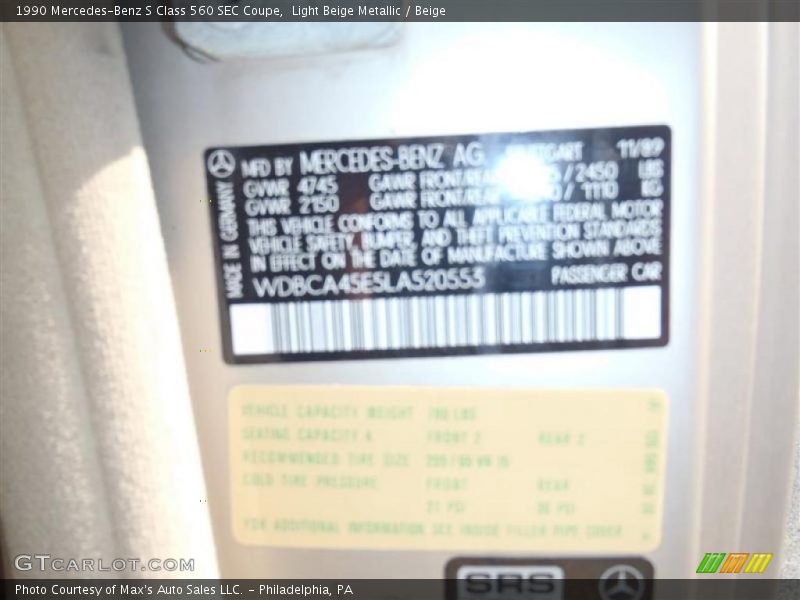 1990 Mercedes-Benz S Class 560 SEC Coupe, Light Beige Metallic / Beige
MADE IN GERMANY
MFD BY MERCEDES-BENZ AG 11/89
GVWR 4745 GAWR FRONT/REAR / 2450 LBS
GVWR 2150 GAWR FRONT/REAR / 1110 KG
THIS VEHICLE CONFORMS TO ALL APPLICABLE FEDERAL MOTOR
VEHICLE SAFETY, BUMPER, AND THEFT PREVENTION STANDARDS
IN EFFECT ON THE DATE OF MANUFACTURE SHOWN ABOVE
WDBCA45E5LA520553 PASSENGER CAR
VEHICLE CAPACITY WEIGHT LBS
SEATING CAPACITY 4 FRONT 2 REAR 2
RECOMMENDED TIRE SIZE
COLD TIRE PRESSURE FRONT REAR
PSI PSI
FOR ADDITIONAL INFORMATION SEE INSIDE FILLER PIPE COVER
SRS
GTCARLOT.COM
Photo Courtesy of Max's Auto Sales LLC. - Philadelphia, PA